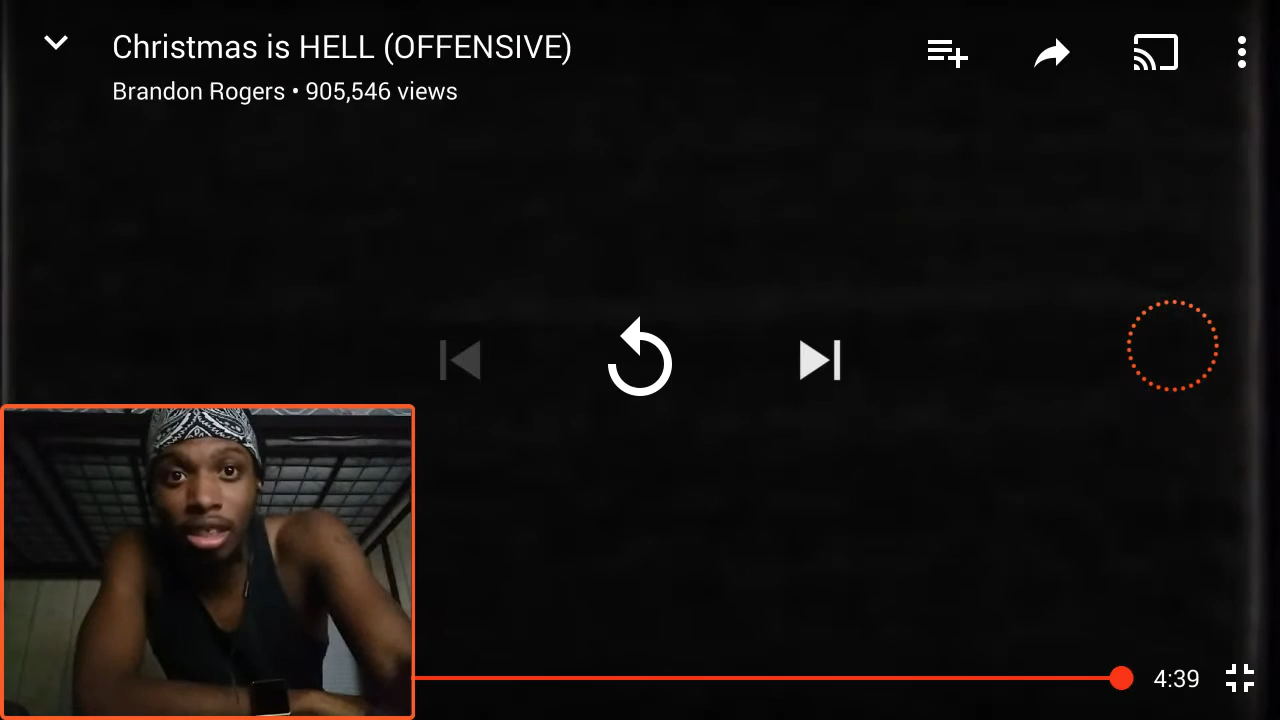 Christmas is HELL (OFFENSIVE)
Brandon Rogers • 905,546 views
4:39